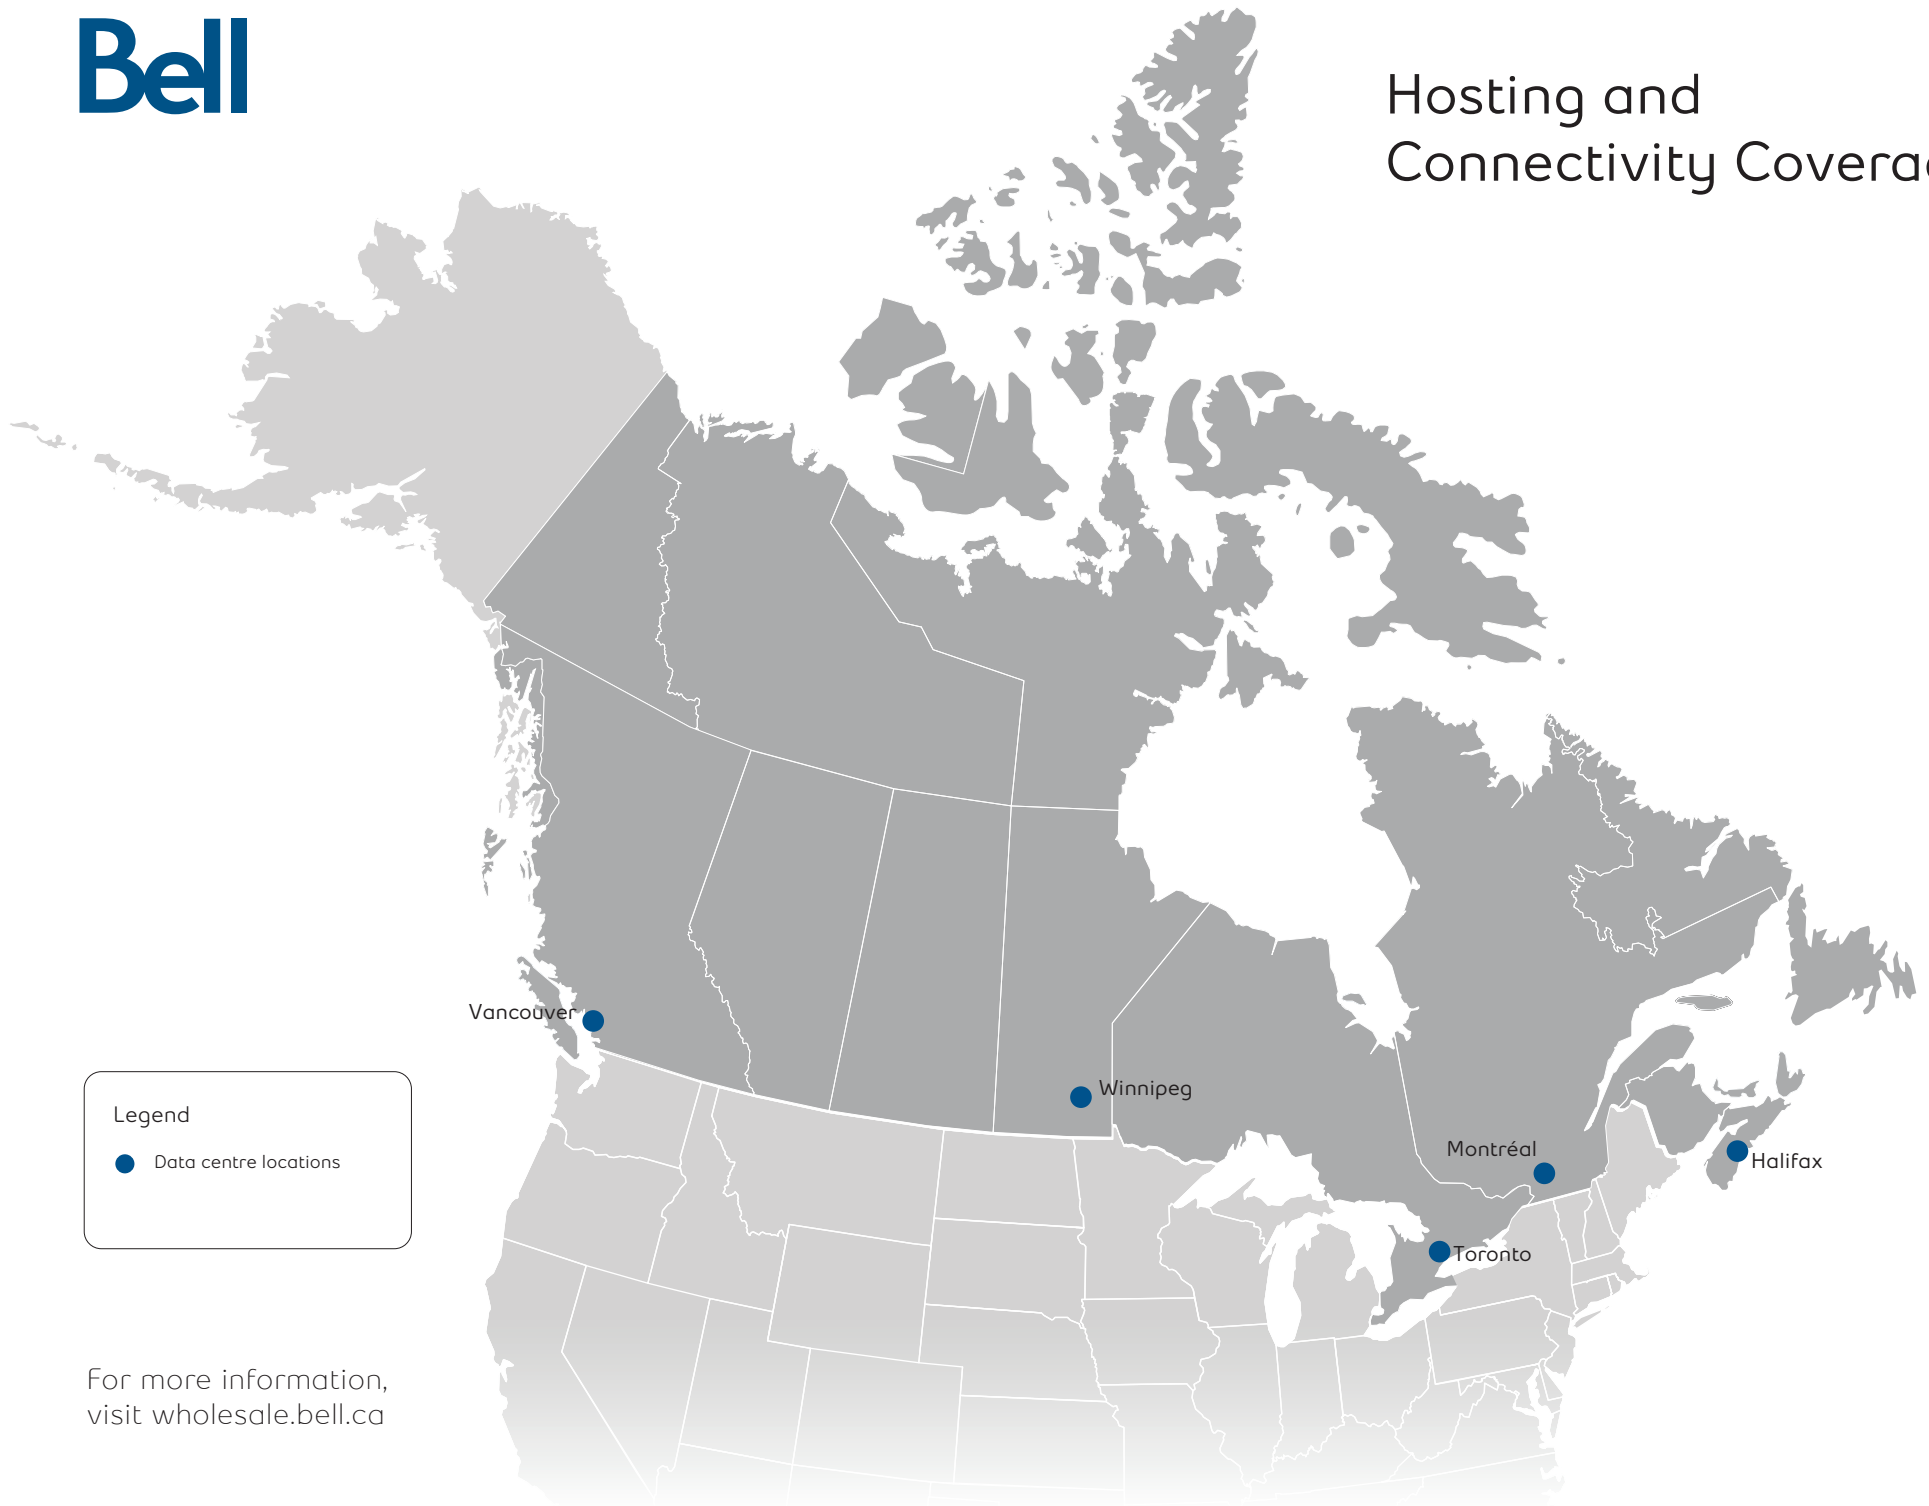 Bell
Hosting and
Connectivity
Vancouver
Winnipeg
Montréal
Halifax
Toronto
Legend
Data centre locations
For more information,
visit wholesale.bell.ca